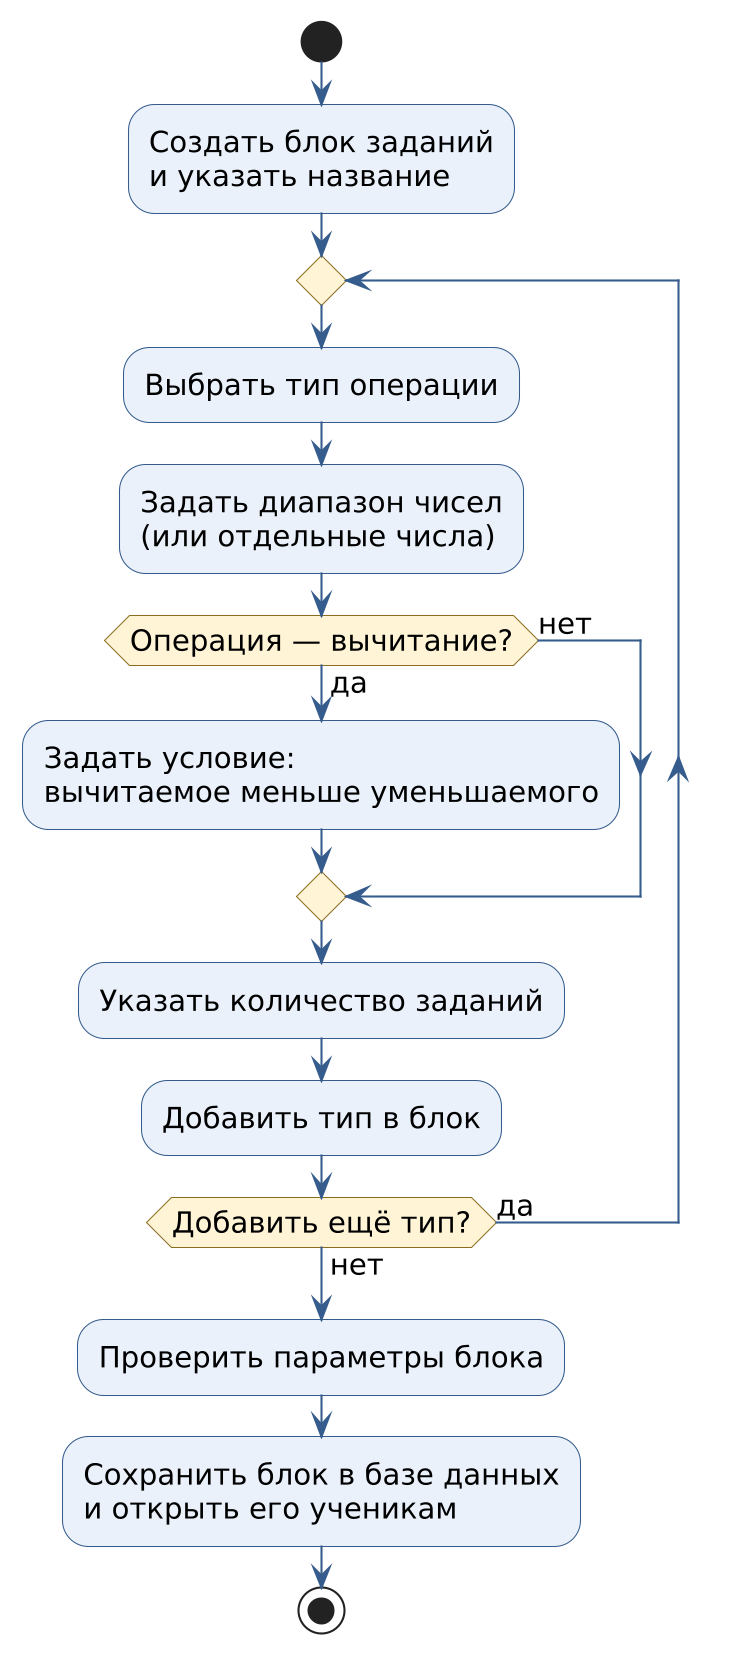 Создать блок заданий
и указать название
Выбрать тип операции
Задать диапазон чисел
(или отдельные числа)
Операция — вычитание?
нет
да
Задать условие:
вычитаемое меньше уменьшаемого
Указать количество заданий
Добавить тип в блок
Добавить ещё тип?
да
нет
Проверить параметры блока
Сохранить блок в базе данных
и открыть его ученикам